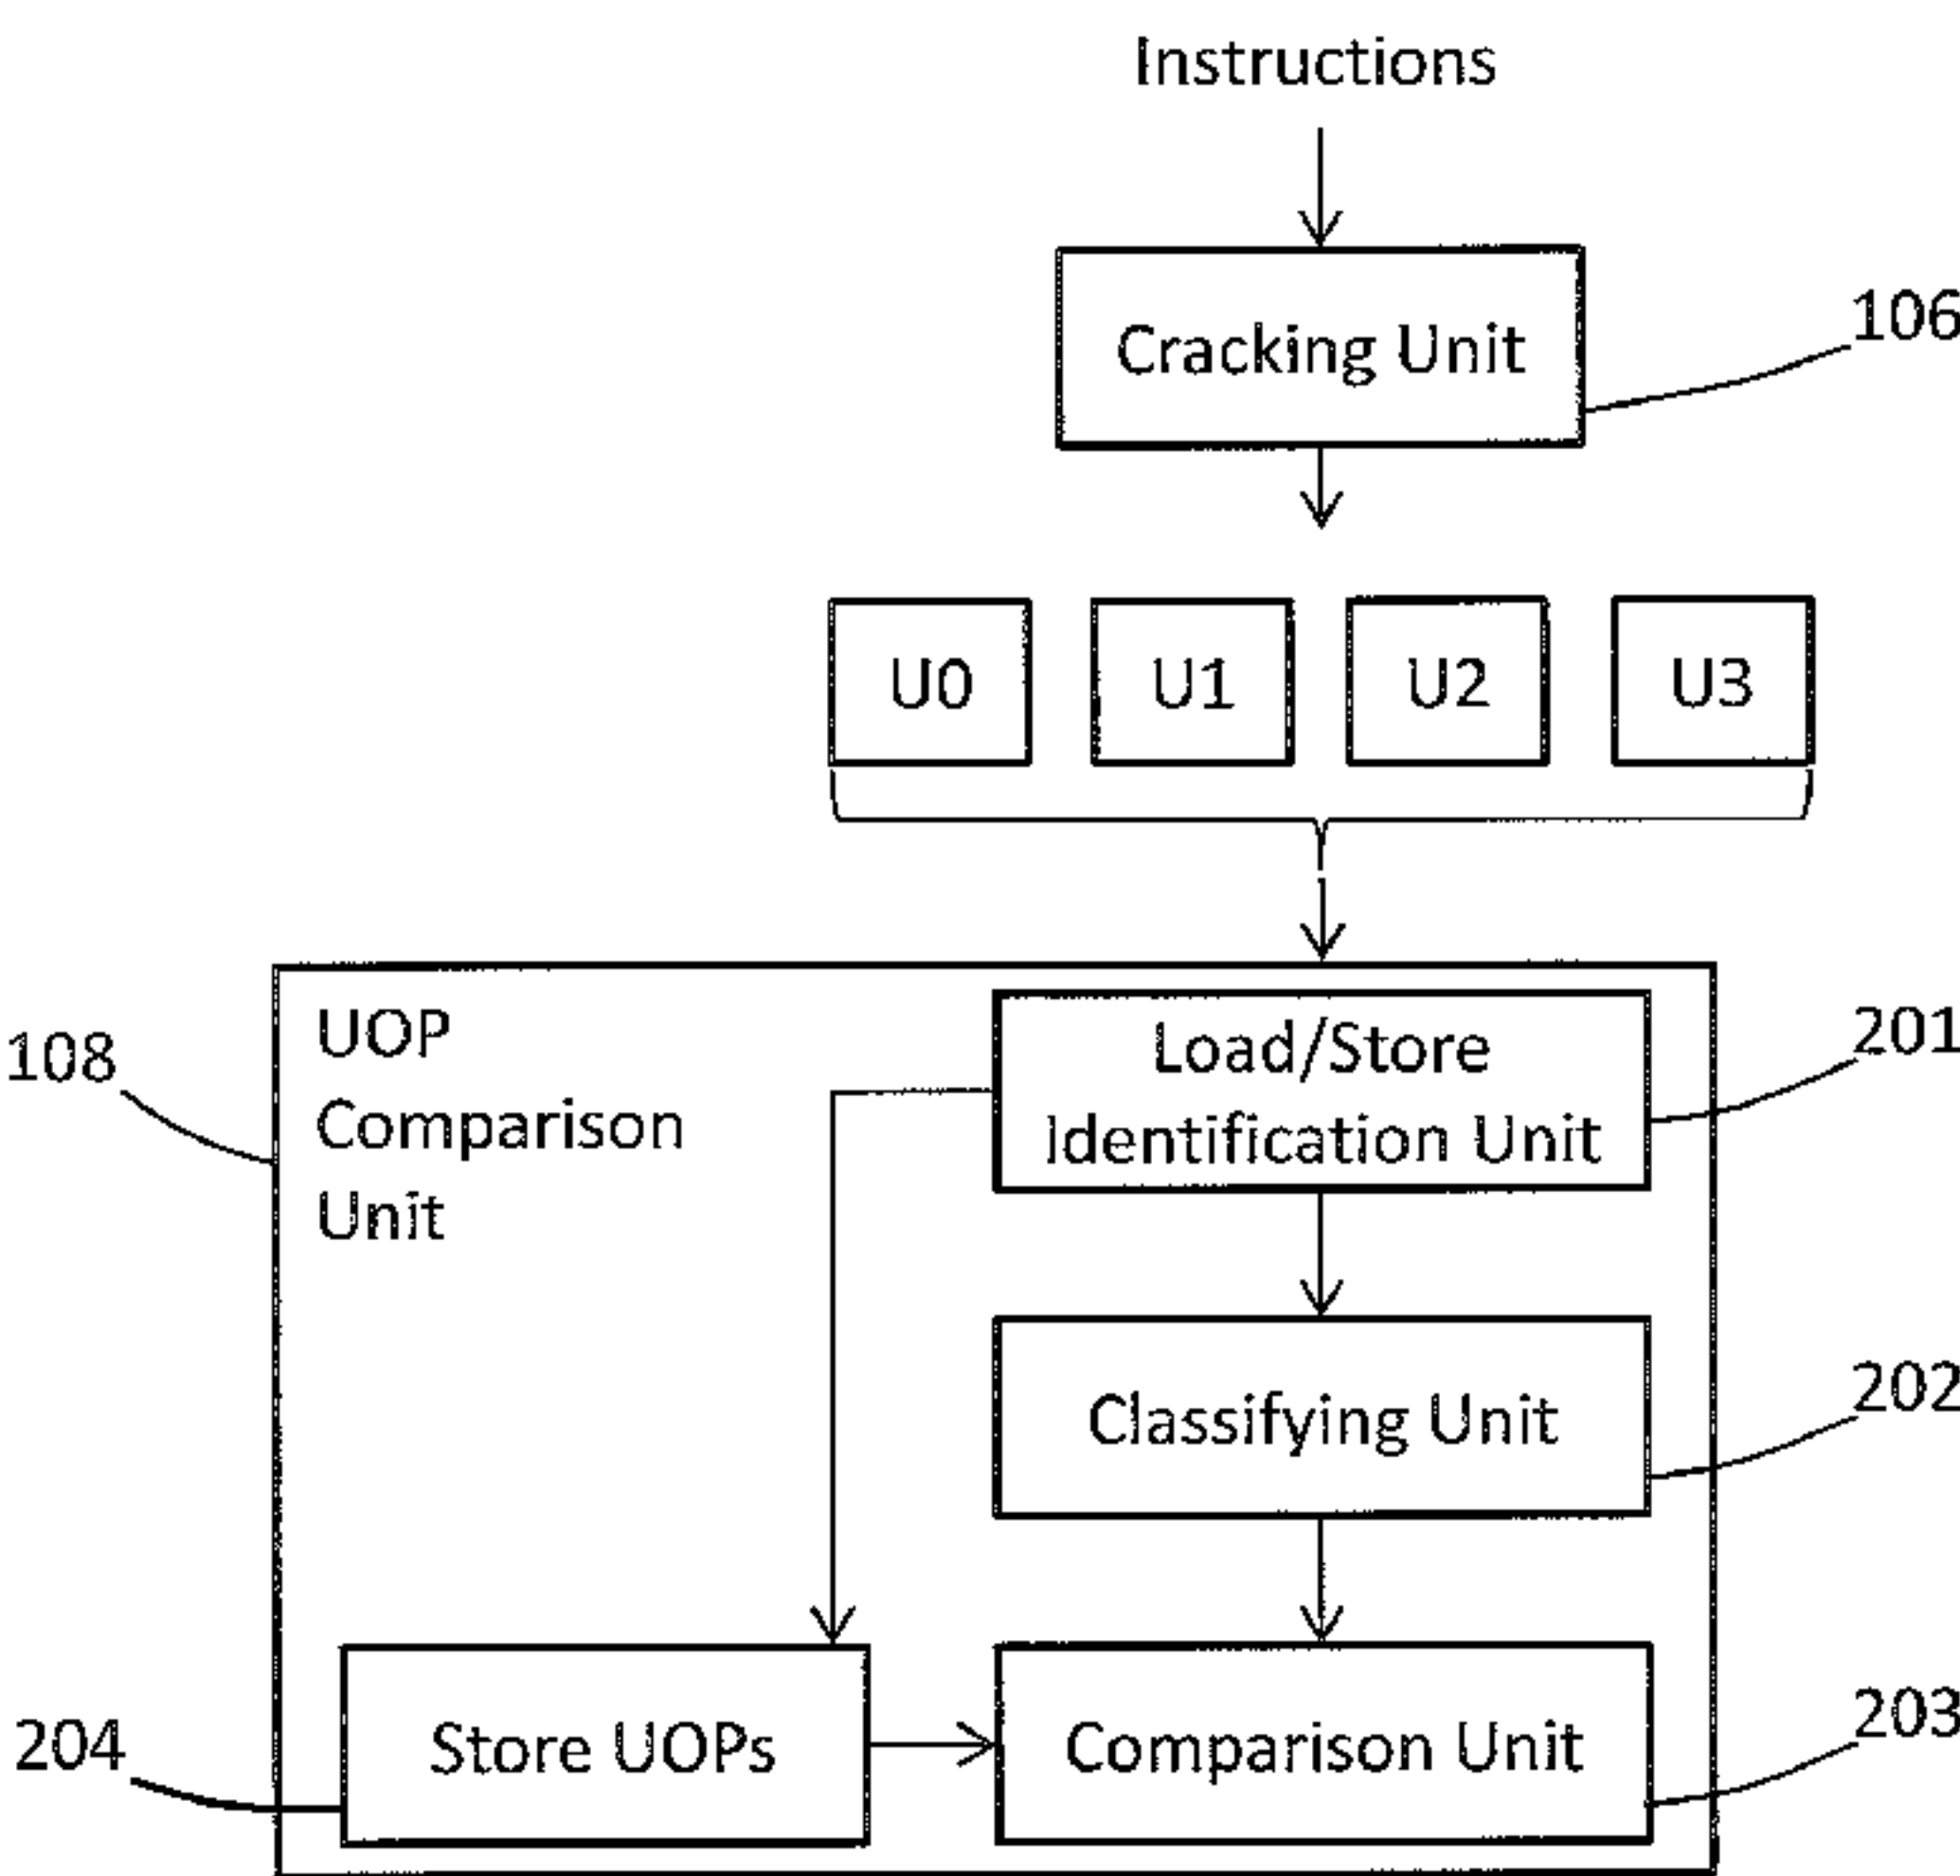 Instructions
Cracking Unit
106
U0
U1
U2
U3
108
UOP
Comparison
Unit
Load/Store
Identification Unit
201
Classifying Unit
202
204
Store UOPs
Comparison Unit
203